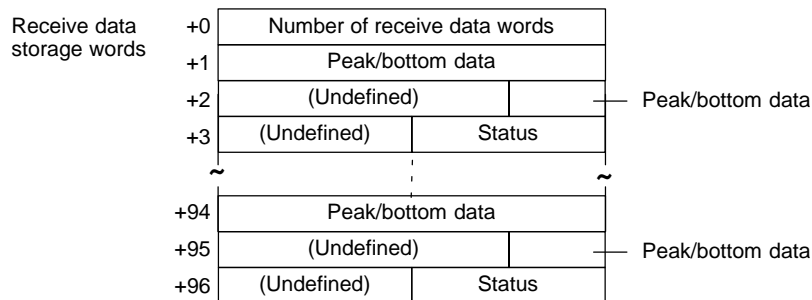 Receive data
storage words
+0 Number of receive data words
+1 Peak/bottom data
+2 (Undefined) Peak/bottom data
+3 (Undefined) Status
~ ~
+94 Peak/bottom data
+95 (Undefined) Peak/bottom data
+96 (Undefined) Status